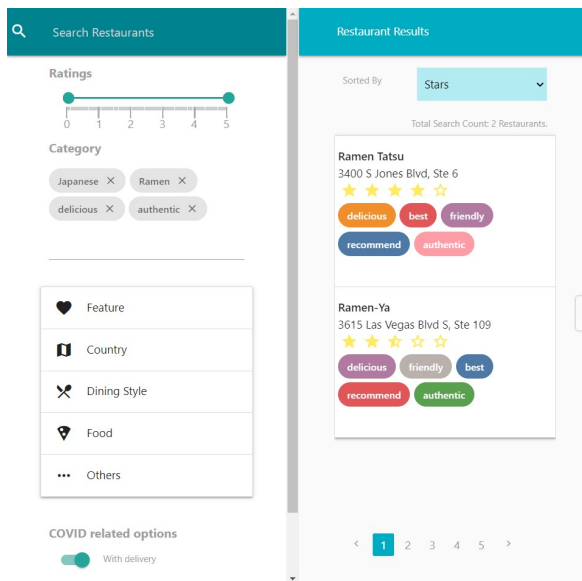 Search Restaurants
Ratings
0 1 2 3 4 5
Category
Japanese × Ramen ×
delicious × authentic ×
Feature
Country
Dining Style
Food
Others
COVID related options
With delivery
Restaurant Results
Sorted By Stars
Total Search Count: 2 Restaurants.
Ramen Tatsu
3400 S Jones Blvd, Ste 6
delicious best friendly
recommend authentic
Ramen-Ya
3615 Las Vegas Blvd S, Ste 109
delicious friendly best
recommend authentic
< 1 2 3 4 5 >